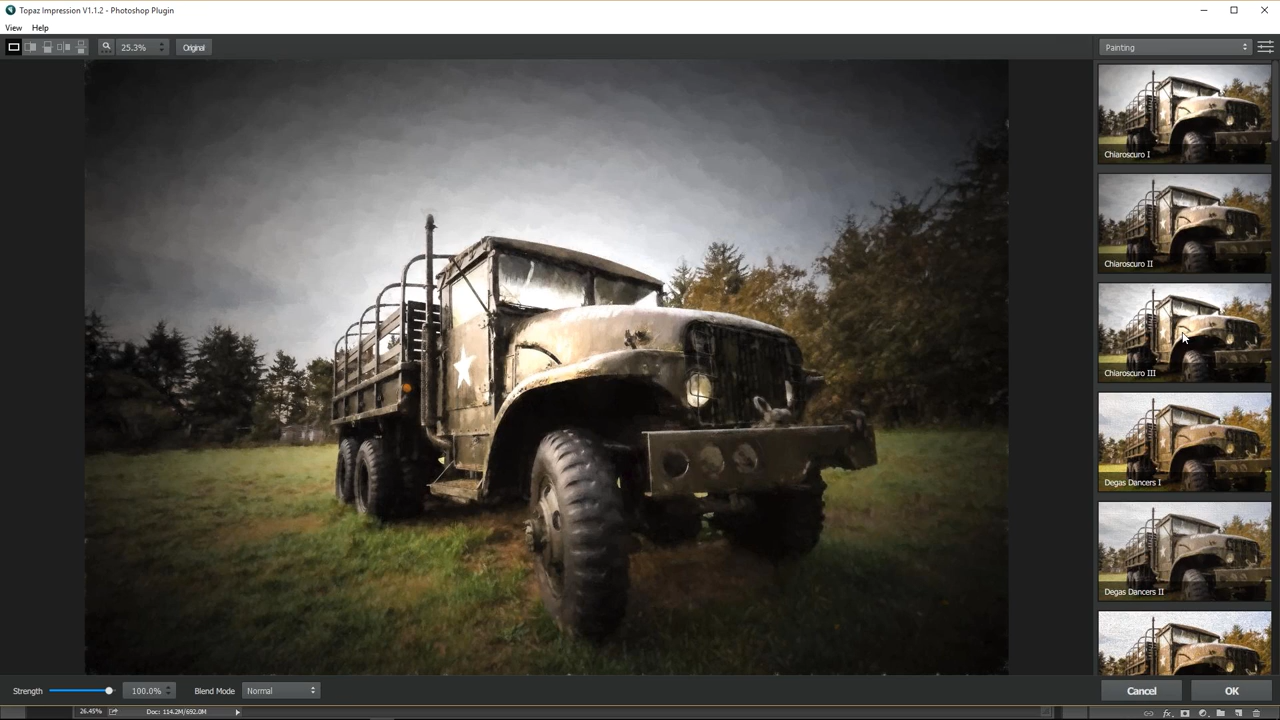 Topaz Impression V1.1.2 - Photoshop Plugin
View Help
25.3% Original Painting
Chiaroscuro I
Chiaroscuro II
Chiaroscuro III
Degas Dancers I
Degas Dancers II
Strength 100.0% Blend Mode Normal Cancel OK
26.45% Doc: 114.2M/692.0M fx